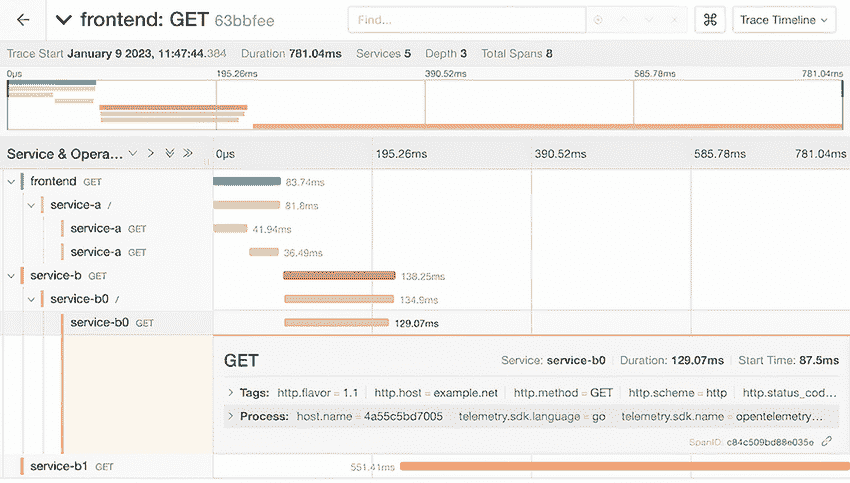 frontend: GET 63bbfee Find... ⌘ Trace Timeline
Trace Start January 9 2023, 11:47:44.384 Duration 781.04ms Services 5 Depth 3 Total Spans 8
0μs 195.26ms 390.52ms 585.78ms 781.04ms
Service & Opera... 0μs 195.26ms 390.52ms 585.78ms 781.04ms
frontend GET 83.74ms
service-a / 81.8ms
service-a GET 41.94ms
service-a GET 36.49ms
service-b GET 138.25ms
service-b0 / 134.9ms
service-b0 GET 129.07ms
GET Service: service-b0 Duration: 129.07ms Start Time: 87.5ms
Tags: http.flavor = 1.1 http.host = example.net http.method = GET http.scheme = http http.status_cod...
Process: host.name = 4a55c5bd7005 telemetry.sdk.language = go telemetry.sdk.name = opentelemetry...
SpanID: c84c509bd88e035e
service-b1 GET 551.41ms